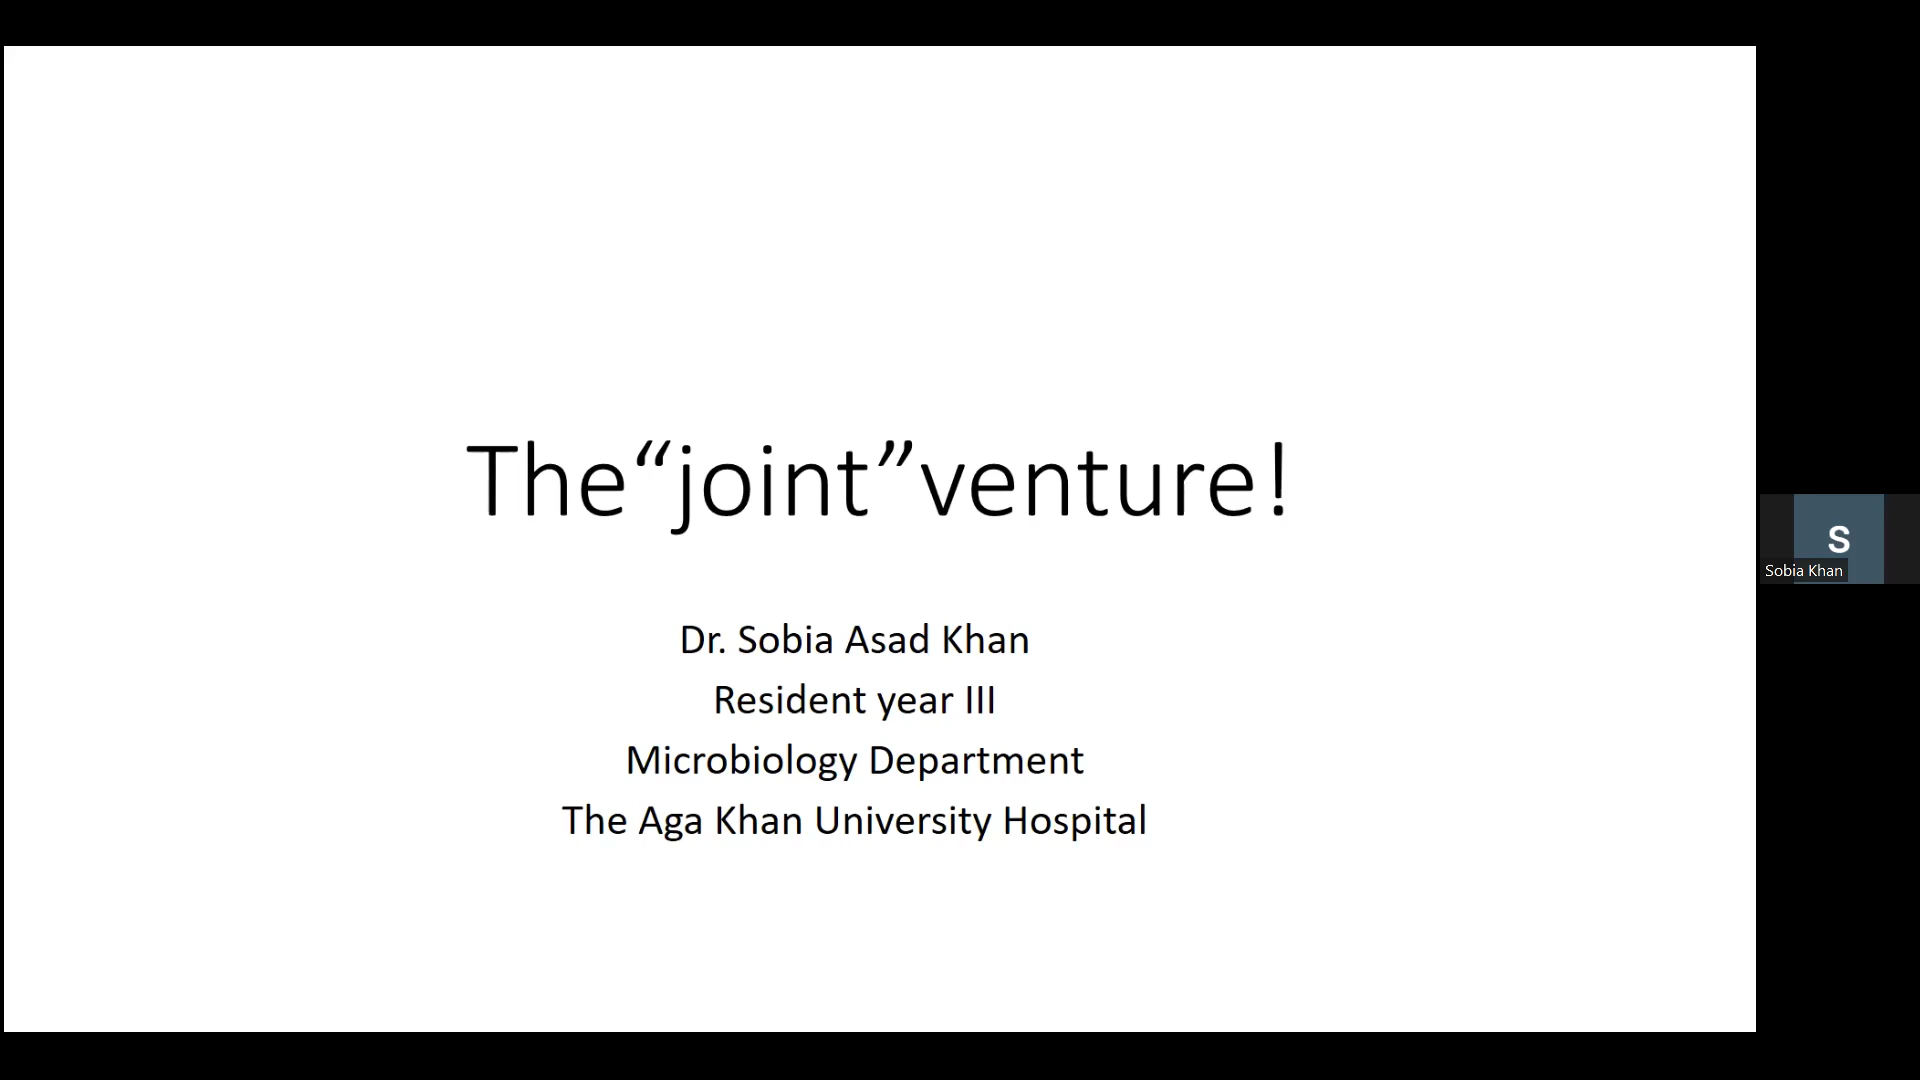 The“joint”venture!
Dr. Sobia Asad Khan
Resident year III
Microbiology Department
The Aga Khan University Hospital
S
Sobia Khan